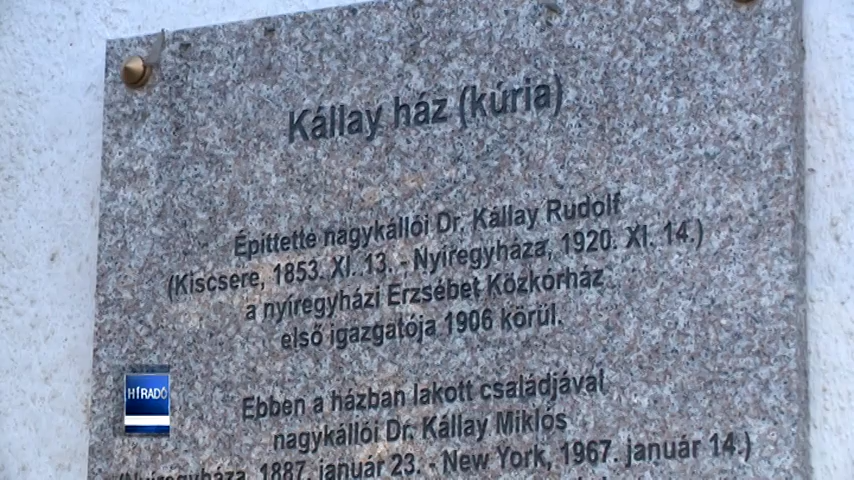 Kállay ház (kúria)
Építtette nagykállói Dr. Kállay Rudolf
(Kiscsere, 1853. XI. 13. - Nyíregyháza, 1920. XI. 14.)
a nyíregyházi Erzsébet Közkórház
első igazgatója 1906 körül.
Ebben a házban lakott családjával
nagykállói Dr. Kállay Miklós
(Nyíregyháza, 1887. január 23. - New York, 1967. január 14.)
HÍRADÓ